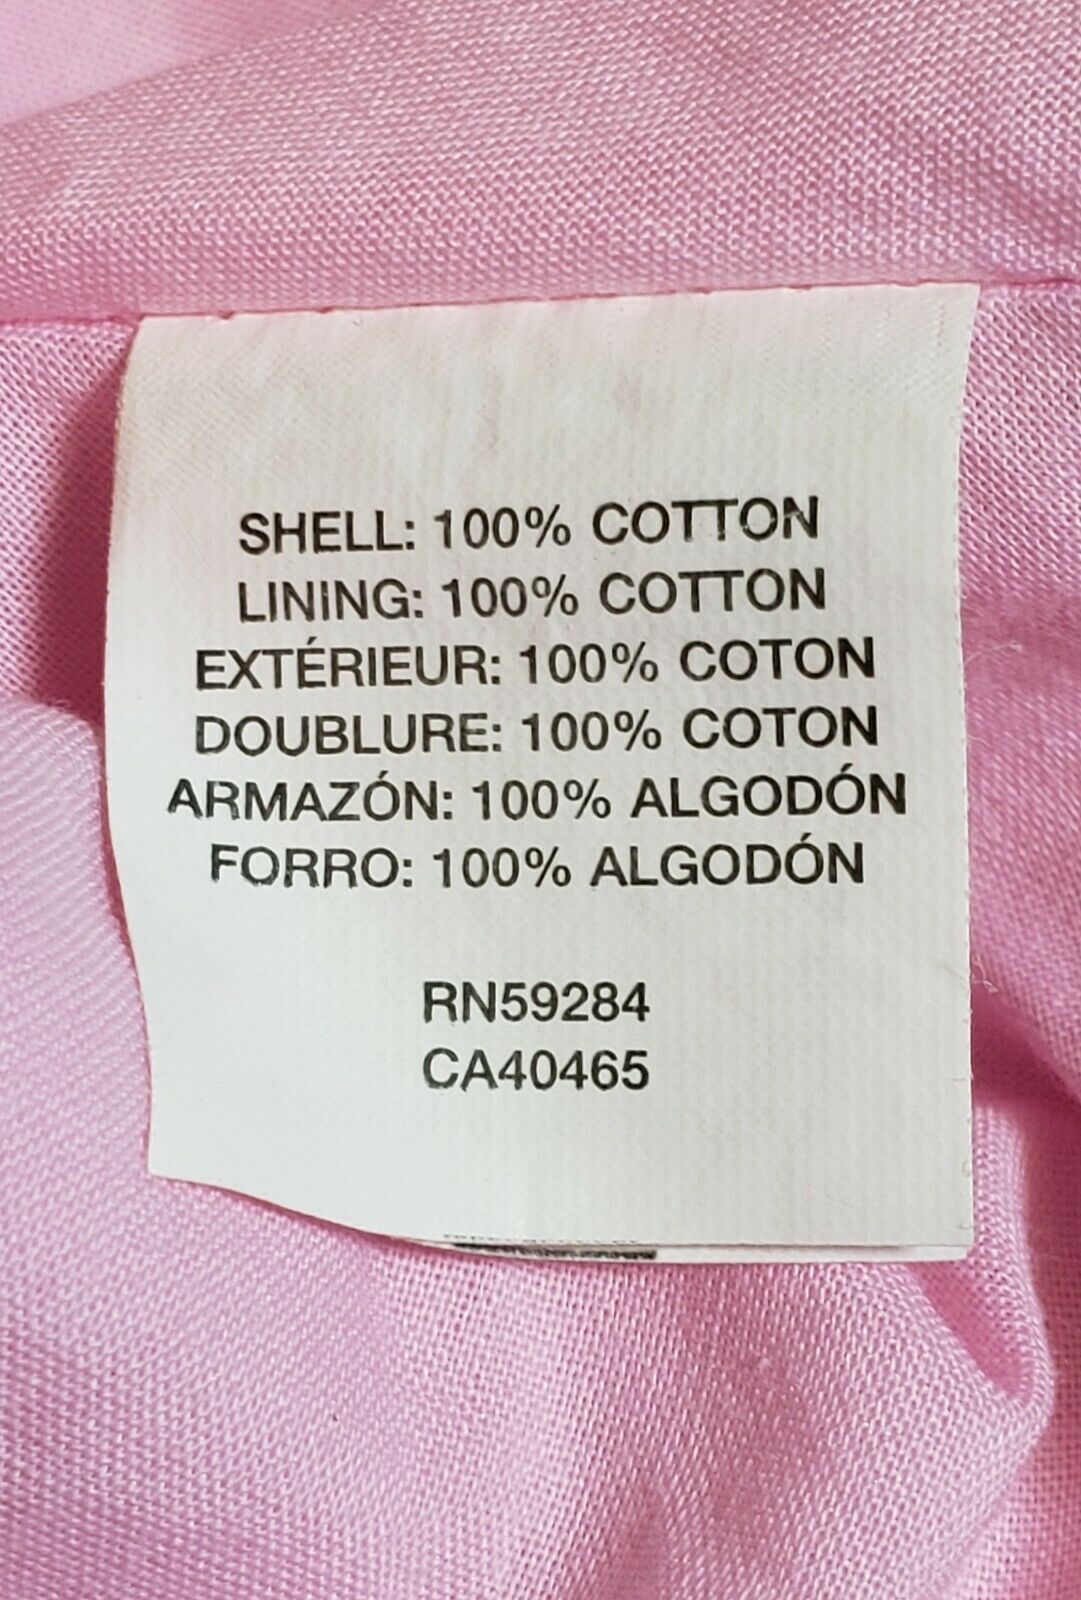 SHELL: 100% COTTON
LINING: 100% COTTON
EXTÉRIEUR: 100% COTON
DOUBLURE: 100% COTON
ARMAZÓN: 100% ALGODÓN
FORRO: 100% ALGODÓN
RN59284
CA40465